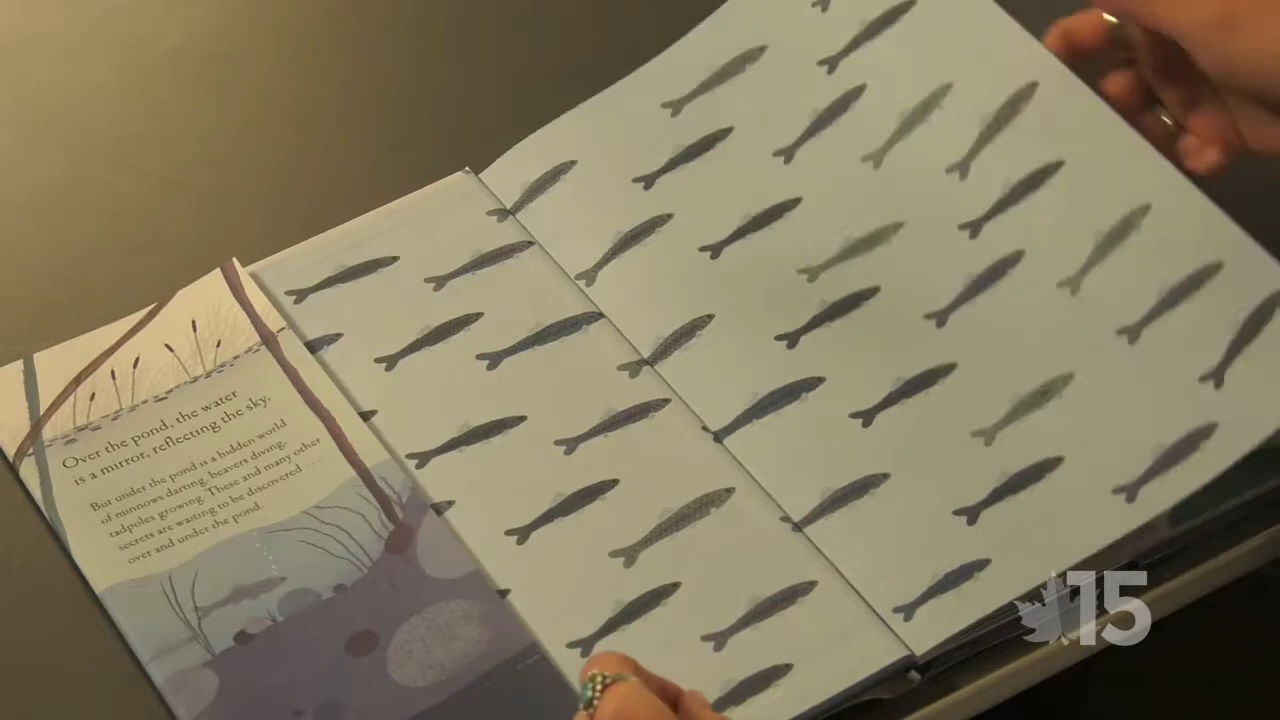 Over the pond, the water
is a mirror, reflecting the sky.
But under the pond is a hidden world
of minnows darting, beavers diving,
tadpoles growing. These and many other
secrets are waiting to be discovered . . .
over and under the pond.
15